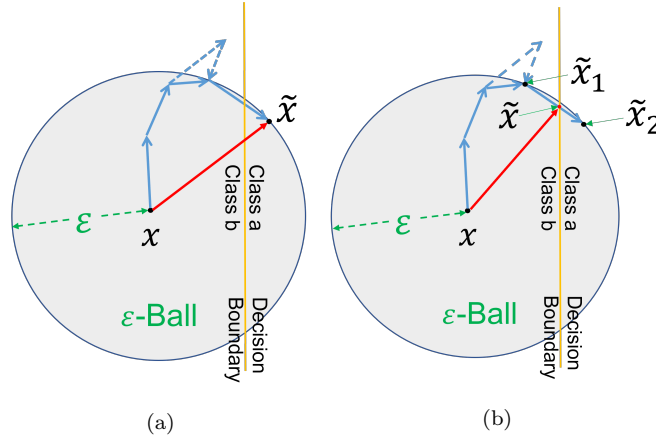 x̃
Class a
Class b
ε
x
ε-Ball
Decision
Boundary
(a)
x̃₁
x̃
x̃₂
Class a
Class b
ε
x
ε-Ball
Decision
Boundary
(b)